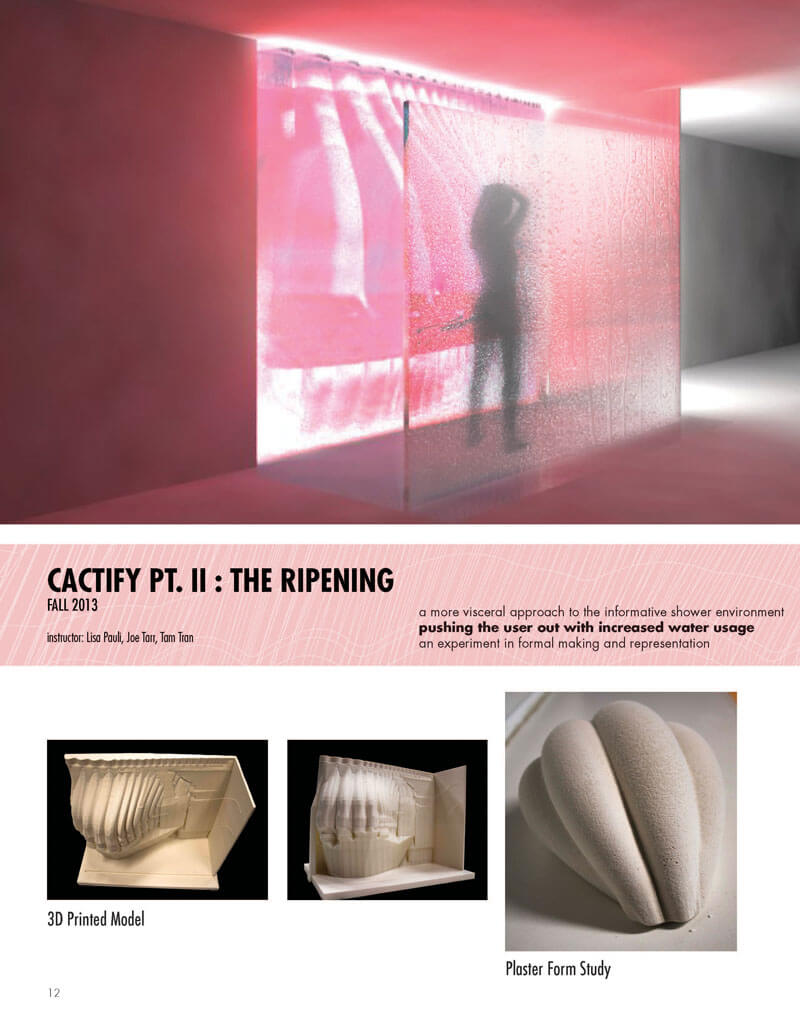 CACTIFY PT. II : THE RIPENING
FALL 2013
instructor: Lisa Pauli, Joe Tarr, Tam Tran
a more visceral approach to the informative shower environment
pushing the user out with increased water usage
an experiment in formal making and representation
3D Printed Model
Plaster Form Study
12